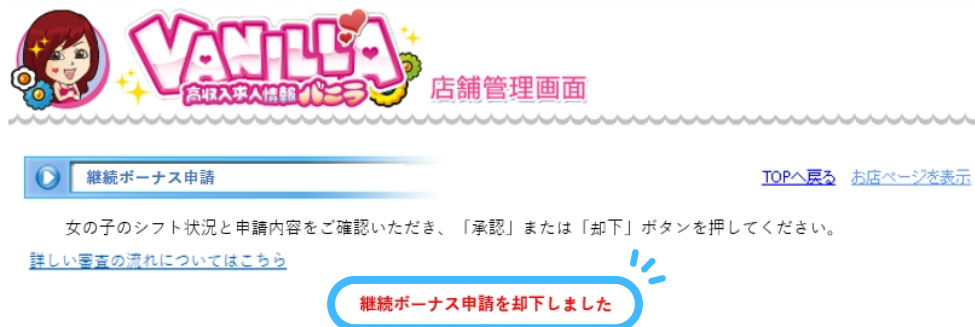 VANILLA
高収入求人情報 バニラ
店舗管理画面
継続ボーナス申請
TOPへ戻る お店ページを表示
女の子のシフト状況と申請内容をご確認いただき、「承認」または「却下」ボタンを押してください。
詳しい審査の流れについてはこちら
継続ボーナス申請を却下しました